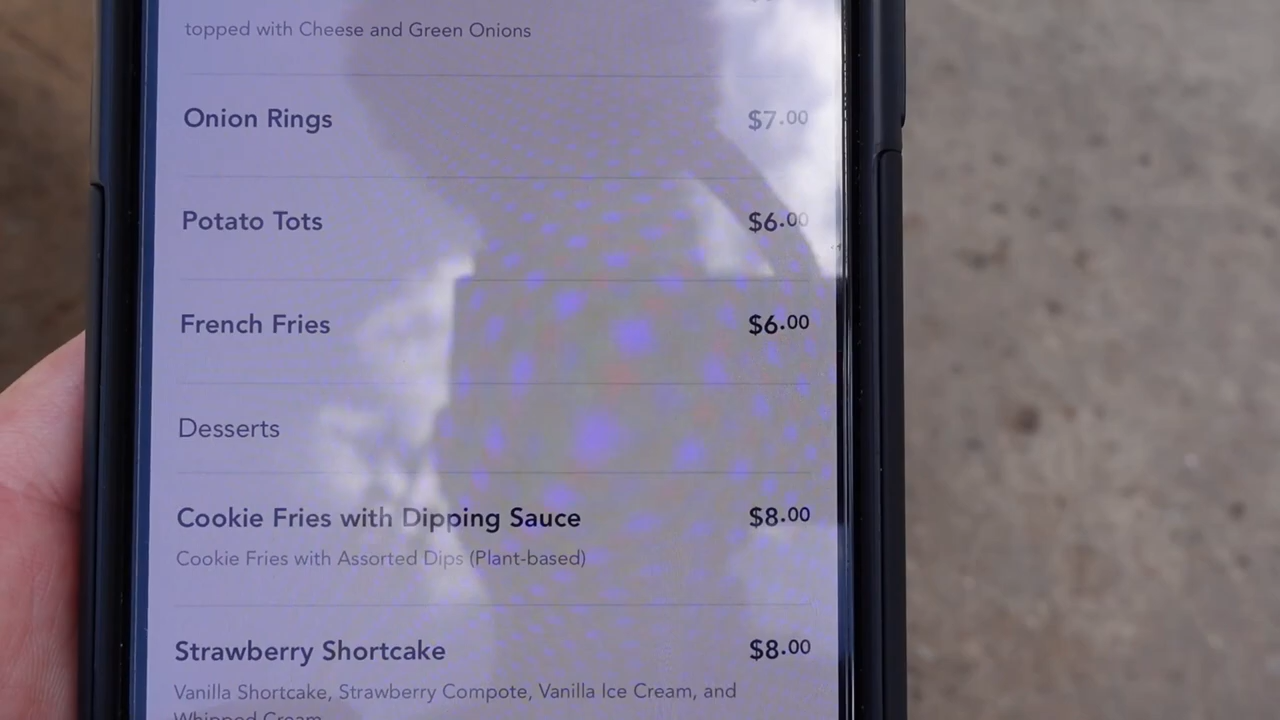 topped with Cheese and Green Onions
Onion Rings $7.00
Potato Tots $6.00
French Fries $6.00
Desserts
Cookie Fries with Dipping Sauce $8.00
Cookie Fries with Assorted Dips (Plant-based)
Strawberry Shortcake $8.00
Vanilla Shortcake, Strawberry Compote, Vanilla Ice Cream, and
Whipped Cream